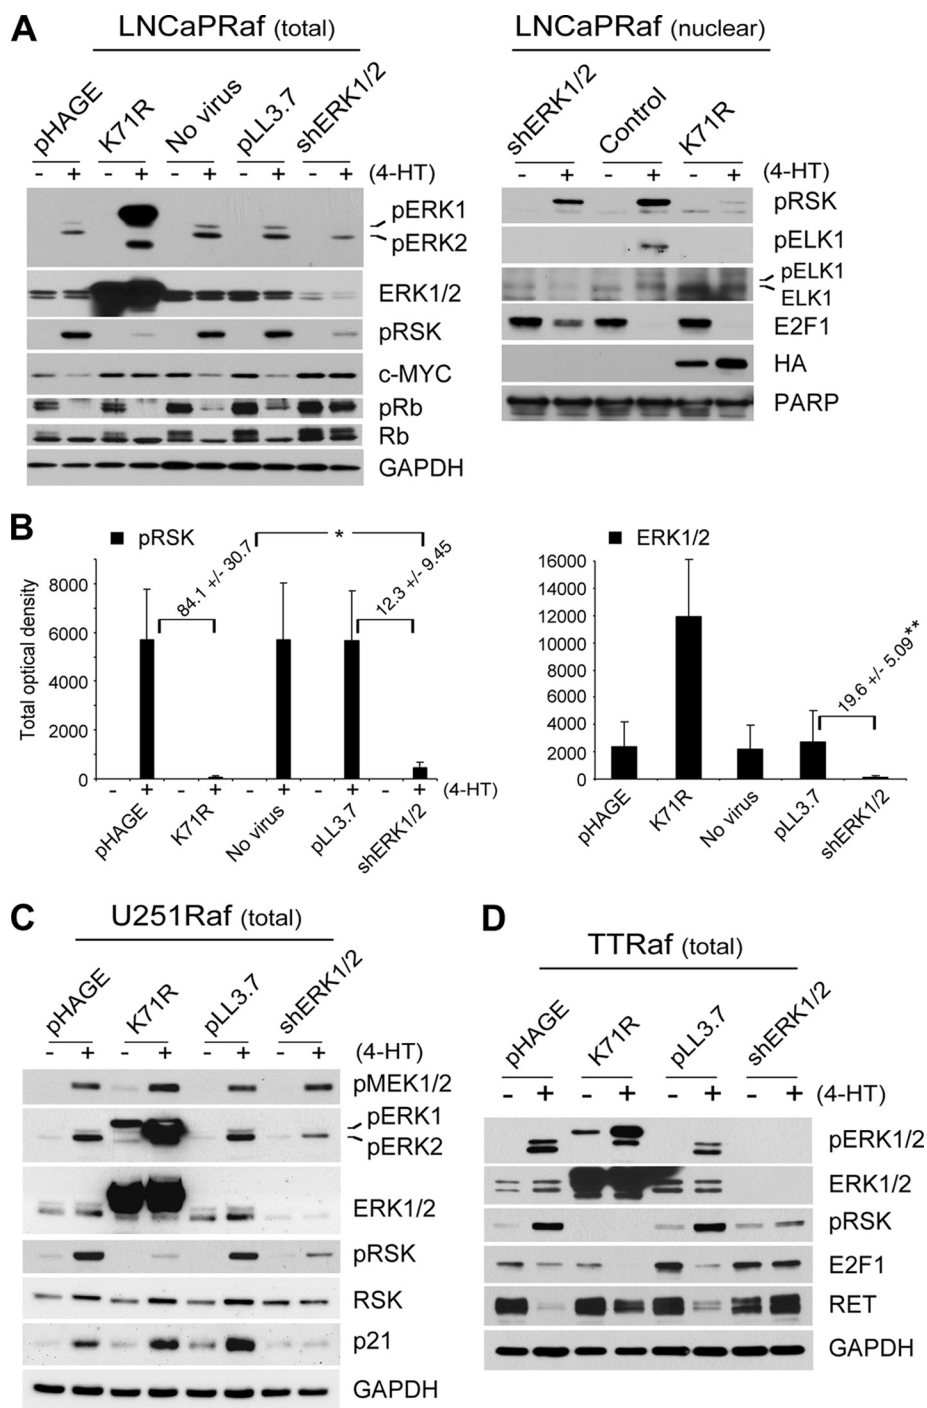 A
LNCaPRaf (total)
pHAGE K71R No virus pLL3.7 shERK1/2
- + - + - + - + - + (4-HT)
pERK1
pERK2
ERK1/2
pRSK
c-MYC
pRb
Rb
GAPDH
LNCaPRaf (nuclear)
shERK1/2 Control K71R
- + - + - + (4-HT)
pRSK
pELK1
pELK1
ELK1
E2F1
HA
PARP
B
pRSK
*
84.1 +/- 30.7
12.3 +/- 9.45
Total optical density
8000
6000
4000
2000
0
- + - + - + - + - + (4-HT)
pHAGE K71R No virus pLL3.7 shERK1/2
ERK1/2
16000
14000
12000
10000
8000
6000
4000
2000
0
19.6 +/- 5.09**
pHAGE K71R No virus pLL3.7 shERK1/2
C
U251Raf (total)
pHAGE K71R pLL3.7 shERK1/2
- + - + - + - + (4-HT)
pMEK1/2
pERK1
pERK2
ERK1/2
pRSK
RSK
p21
GAPDH
D
TTRaf (total)
pHAGE K71R pLL3.7 shERK1/2
- + - + - + - + (4-HT)
pERK1/2
ERK1/2
pRSK
E2F1
RET
GAPDH